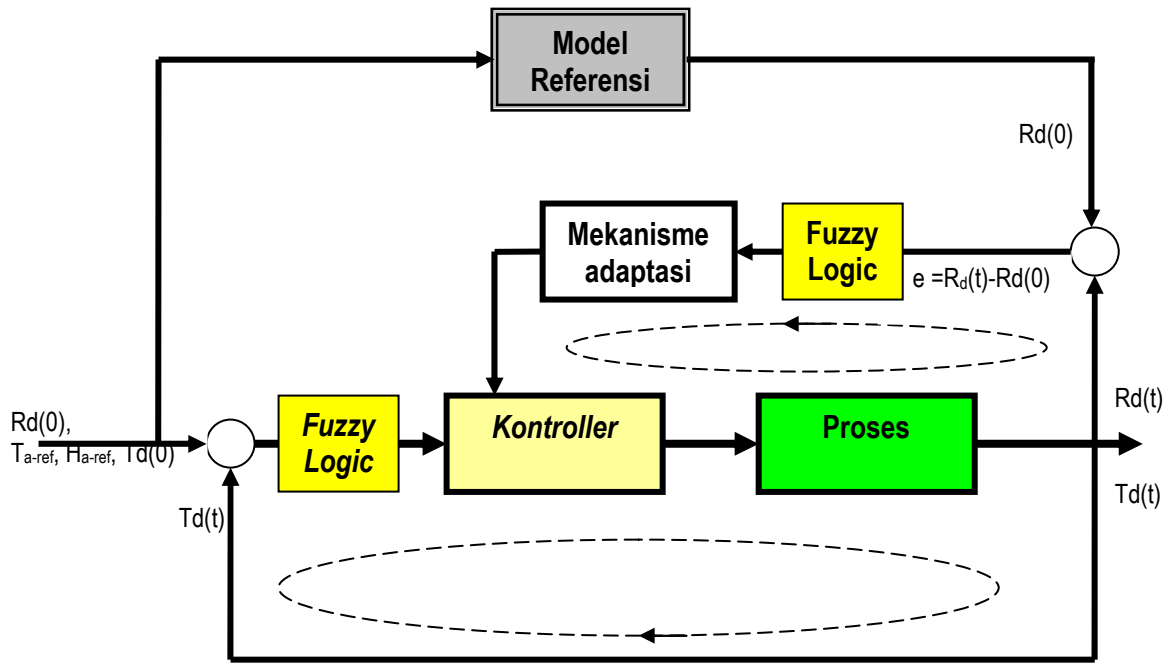 Model
Referensi
Rd(0)
Mekanisme
adaptasi
Fuzzy
Logic
e =Rd(t)-Rd(0)
Rd(0),
Ta-ref, Ha-ref, Td(0)
Fuzzy
Logic
Kontroller
Proses
Rd(t)
Td(t)
Td(t)